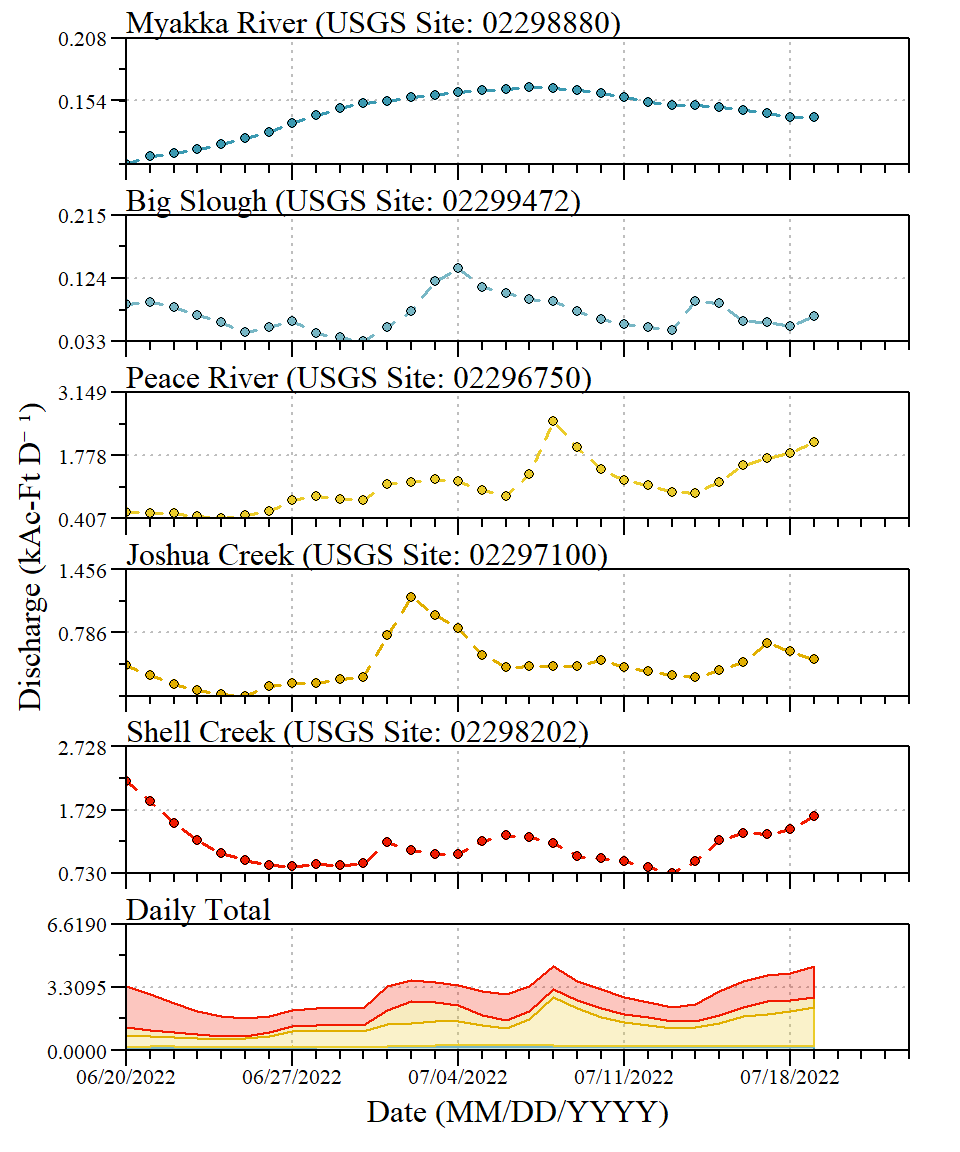 Myakka River (USGS Site: 02298880)
0.208
0.154
Big Slough (USGS Site: 02299472)
0.215
0.124
0.033
Peace River (USGS Site: 02296750)
3.149
1.778
0.407
Discharge (kAc-Ft D⁻¹)
Joshua Creek (USGS Site: 02297100)
1.456
0.786
Shell Creek (USGS Site: 02298202)
2.728
1.729
0.730
Daily Total
6.6190
3.3095
0.0000
06/20/2022 06/27/2022 07/04/2022 07/11/2022 07/18/2022
Date (MM/DD/YYYY)